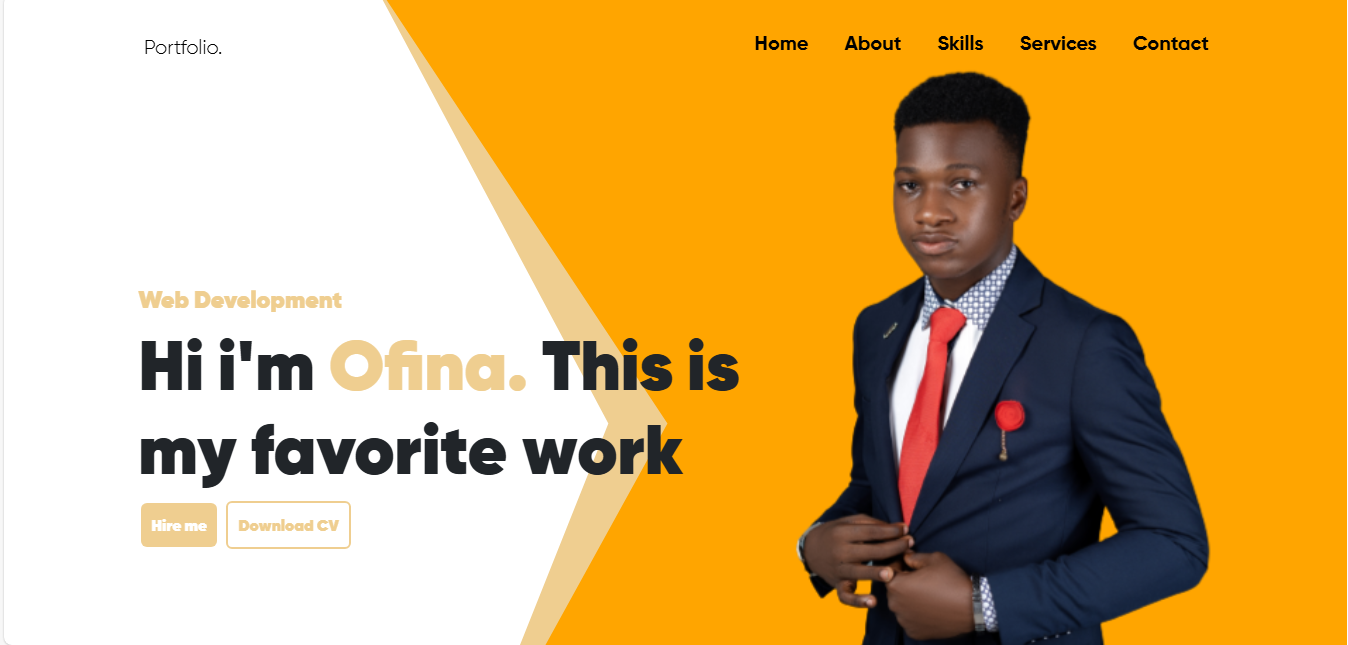 Portfolio.
Home About Skills Services Contact
Web Development
Hi i'm Ofina. This is
my favorite work
Hire me Download CV